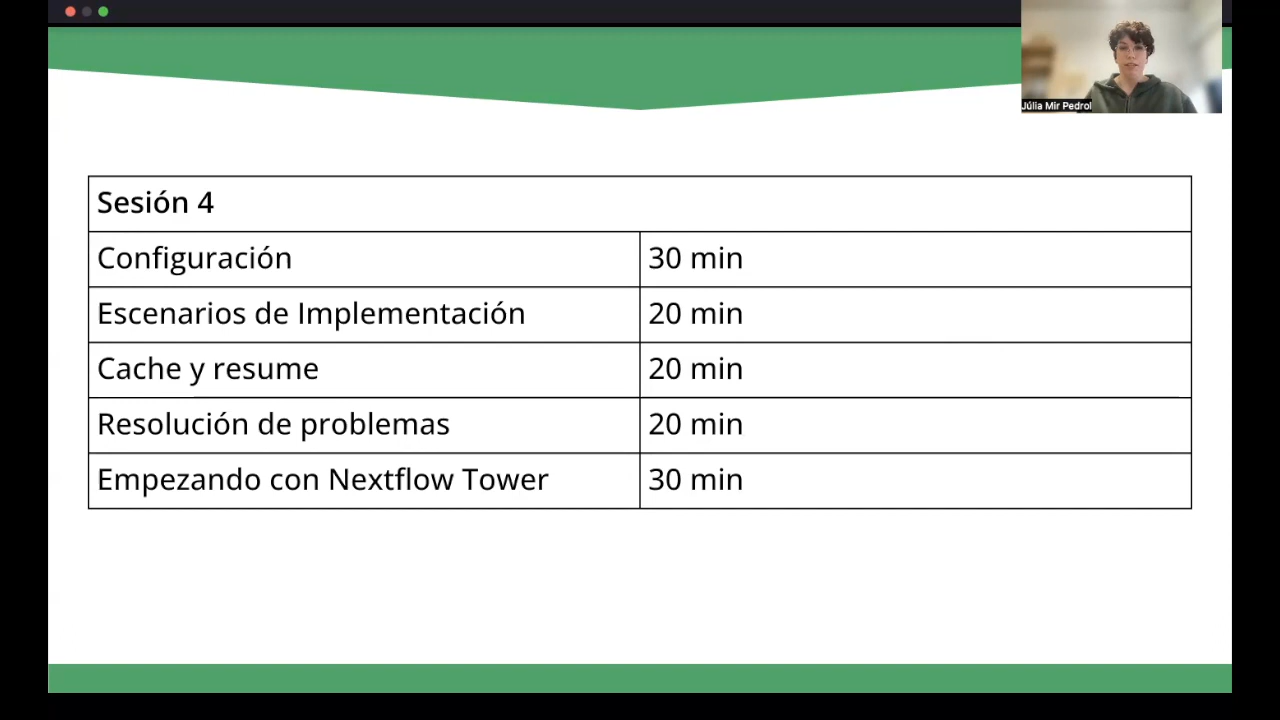 Júlia Mir Pedrol
Sesión 4
Configuración 30 min
Escenarios de Implementación 20 min
Cache y resume 20 min
Resolución de problemas 20 min
Empezando con Nextflow Tower 30 min